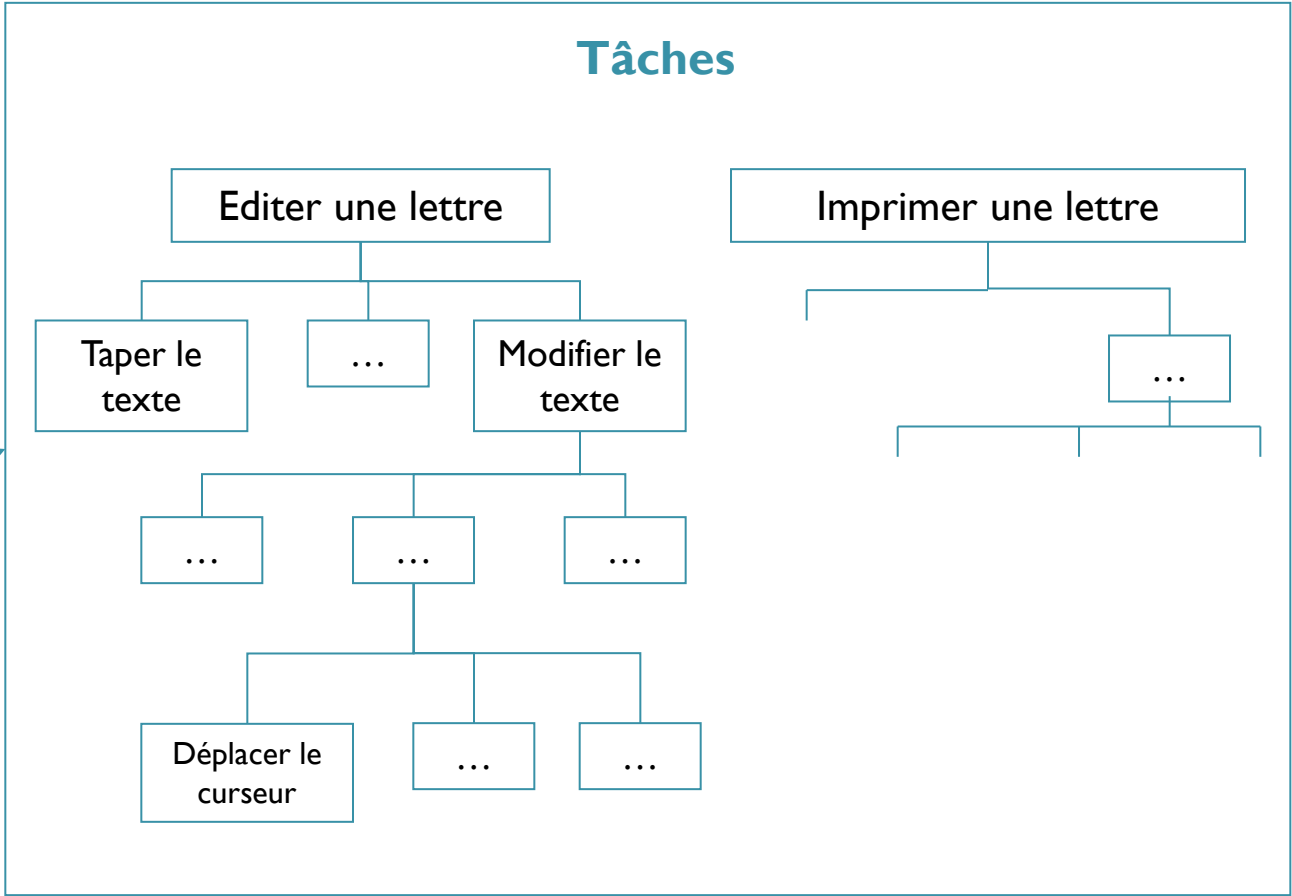 Tâches
Editer une lettre
Imprimer une lettre
Taper le
texte
…
Modifier le
texte
…
…
…
…
Déplacer le
curseur
…
…